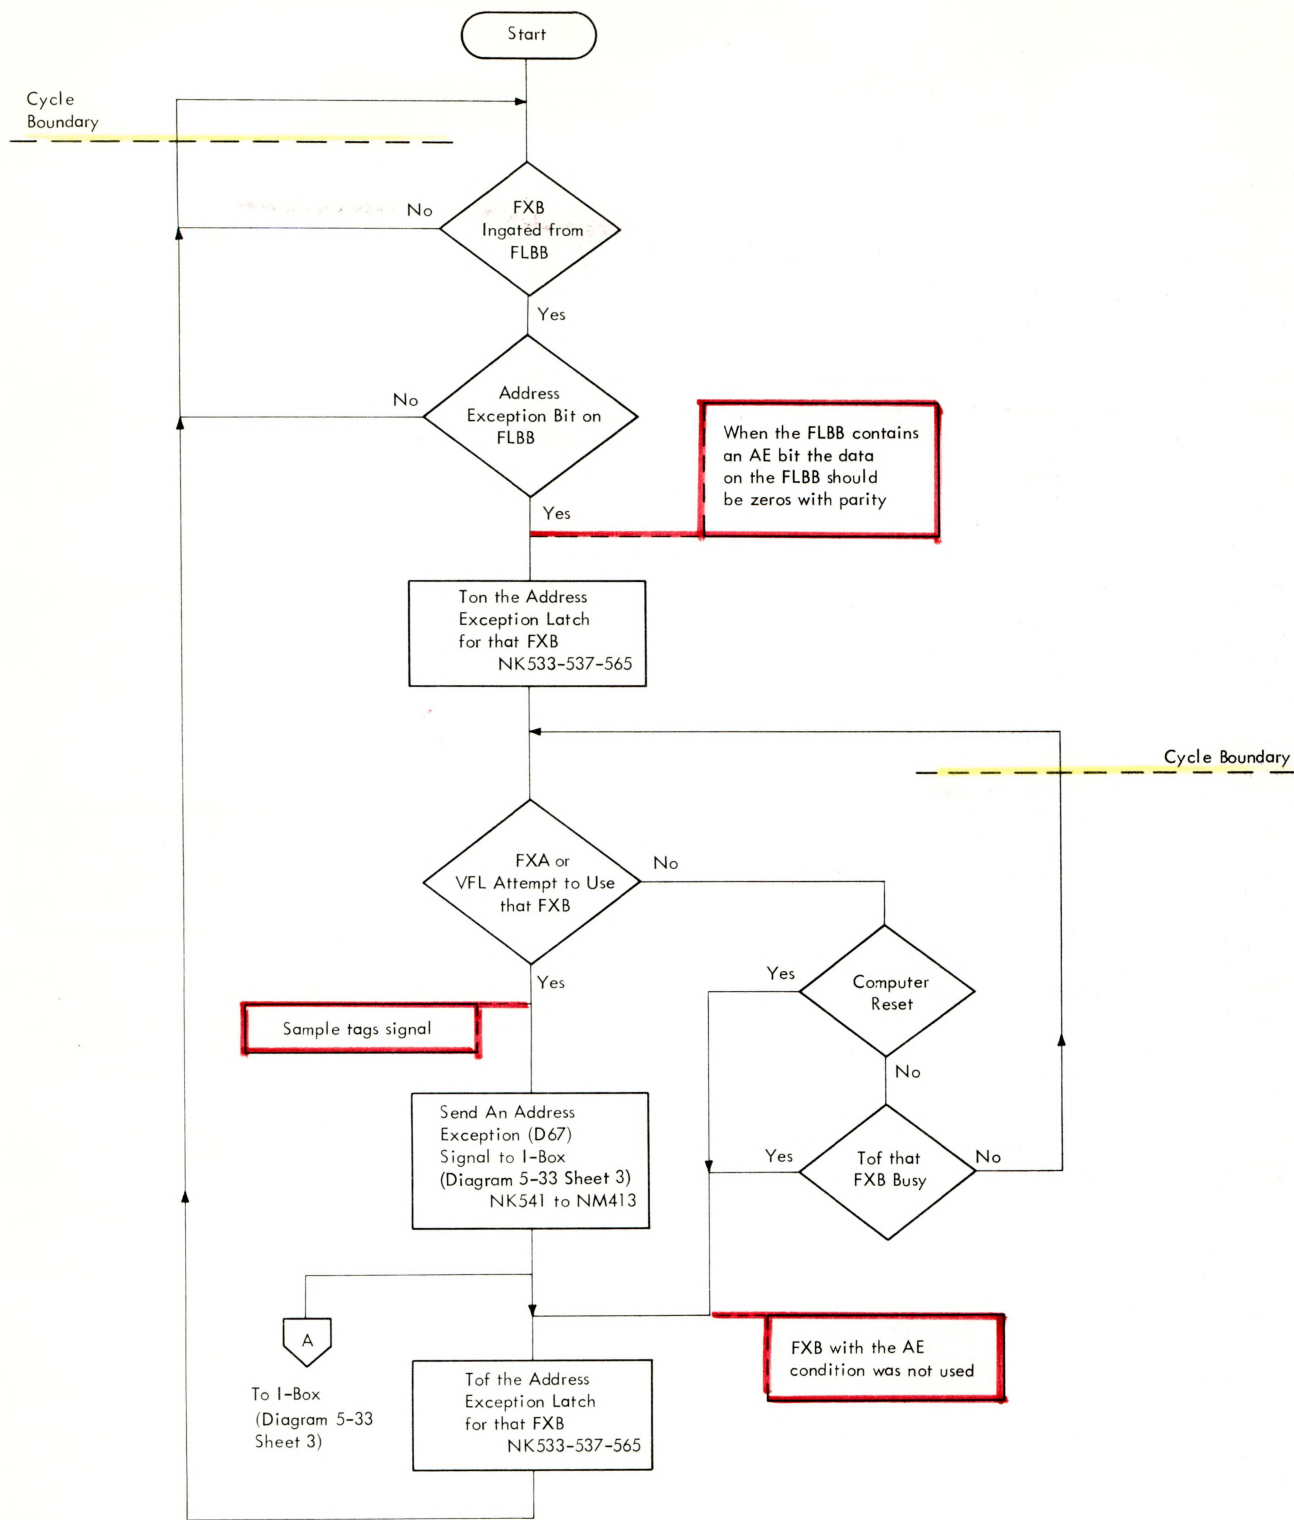 Start
Cycle
Boundary
No
FXB
Ingated from
FLBB
Yes
No
Address
Exception Bit on
FLBB
When the FLBB contains
an AE bit the data
on the FLBB should
be zeros with parity
Yes
Ton the Address
Exception Latch
for that FXB
NK533-537-565
Cycle Boundary
FXA or
VFL Attempt to Use
that FXB
No
Yes
Yes
Computer
Reset
Sample tags signal
No
Send An Address
Exception (D67)
Signal to I-Box
(Diagram 5-33 Sheet 3)
NK541 to NM413
Yes
Tof that
FXB Busy
No
A
To I-Box
(Diagram 5-33
Sheet 3)
FXB with the AE
condition was not used
Tof the Address
Exception Latch
for that FXB
NK533-537-565